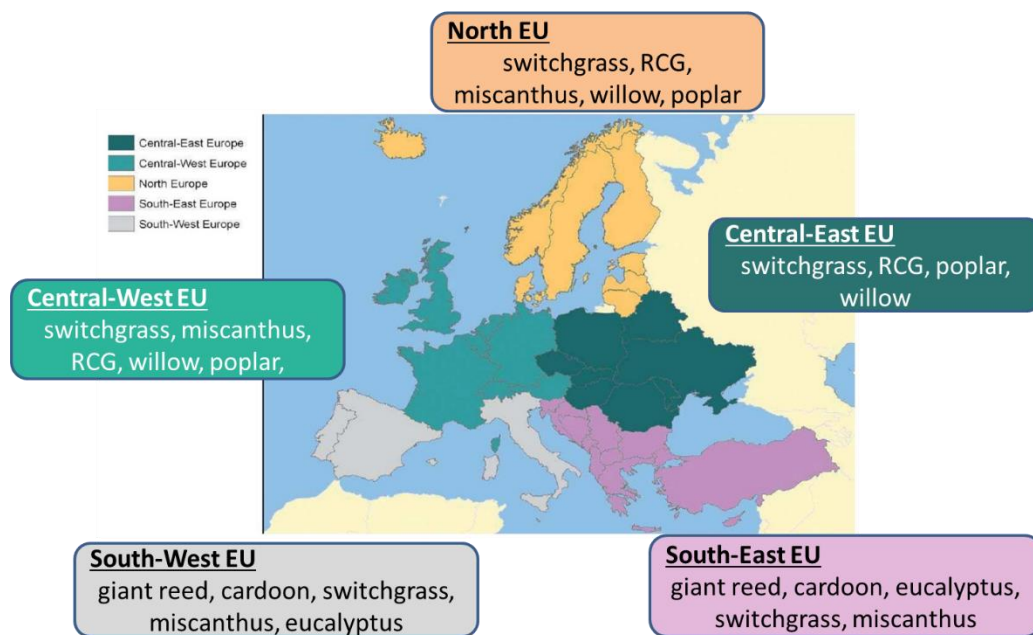 North EU
switchgrass, RCG,
miscanthus, willow, poplar
Central-East Europe
Central-West Europe
North Europe
South-East Europe
South-West Europe
Central-East EU
switchgrass, RCG, poplar,
willow
Central-West EU
switchgrass, miscanthus,
RCG, willow, poplar,
South-West EU
giant reed, cardoon, switchgrass,
miscanthus, eucalyptus
South-East EU
giant reed, cardoon, eucalyptus,
switchgrass, miscanthus